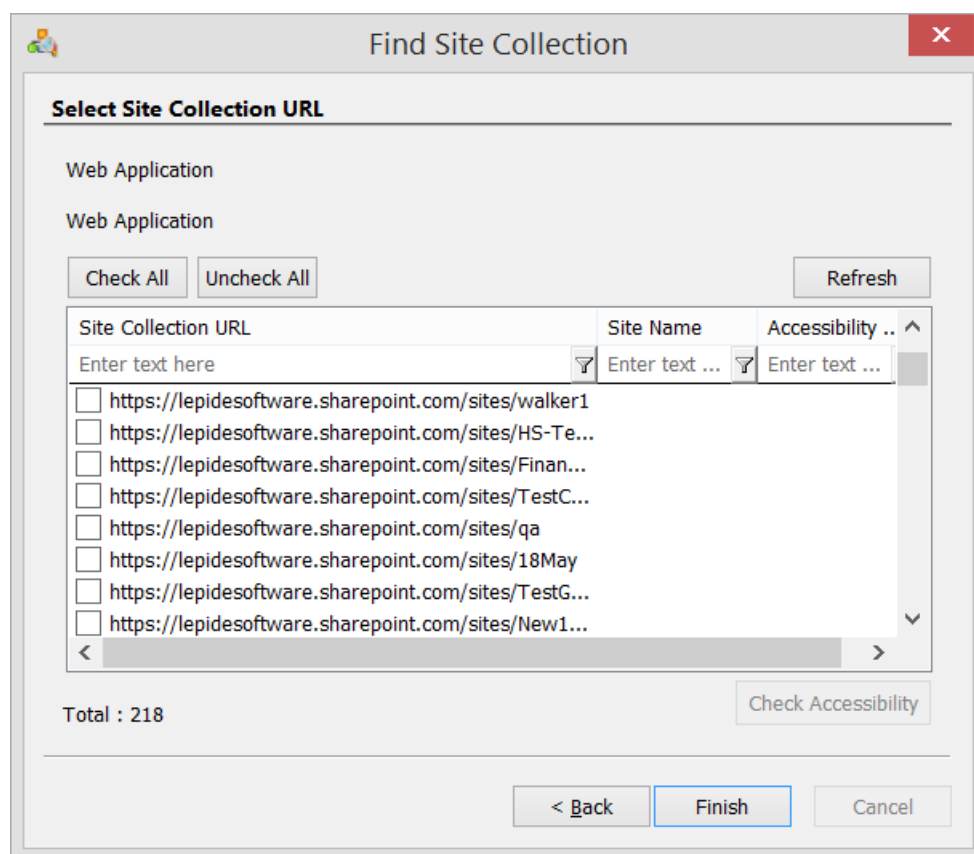 Find Site Collection
Select Site Collection URL
Web Application
Web Application
Check All Uncheck All Refresh
Site Collection URL Site Name Accessibility ..
Enter text here Enter text ... Enter text ...
https://lepidesoftware.sharepoint.com/sites/walker1
https://lepidesoftware.sharepoint.com/sites/HS-Te...
https://lepidesoftware.sharepoint.com/sites/Finan...
https://lepidesoftware.sharepoint.com/sites/TestC...
https://lepidesoftware.sharepoint.com/sites/qa
https://lepidesoftware.sharepoint.com/sites/18May
https://lepidesoftware.sharepoint.com/sites/TestG...
https://lepidesoftware.sharepoint.com/sites/New1...
Total : 218
Check Accessibility
< Back Finish Cancel